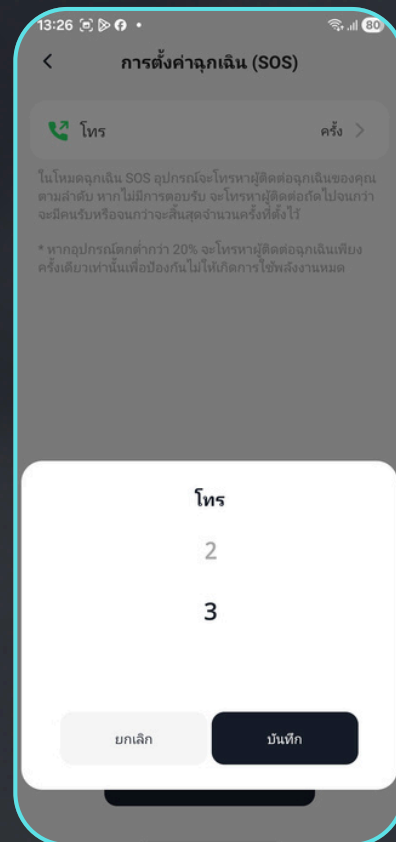 13:26
80
การตั้งค่าฉุกเฉิน (SOS)
โทร
ครั้ง
ในโหมดฉุกเฉิน SOS อุปกรณ์จะโทรหาผู้ติดต่อฉุกเฉินของคุณ
ตามลำดับ หากไม่มีการตอบรับ จะโทรหาผู้ติดต่อถัดไปจนกว่า
จะมีคนรับหรือจนกว่าจะสิ้นสุดจำนวนครั้งที่ตั้งไว้
* หากอุปกรณ์ตกต่ำกว่า 20% จะโทรหาผู้ติดต่อฉุกเฉินเพียง
ครั้งเดียวเท่านั้นเพื่อป้องกันไม่ให้เกิดการใช้พลังงานหมด
โทร
2
3
ยกเลิก
บันทึก